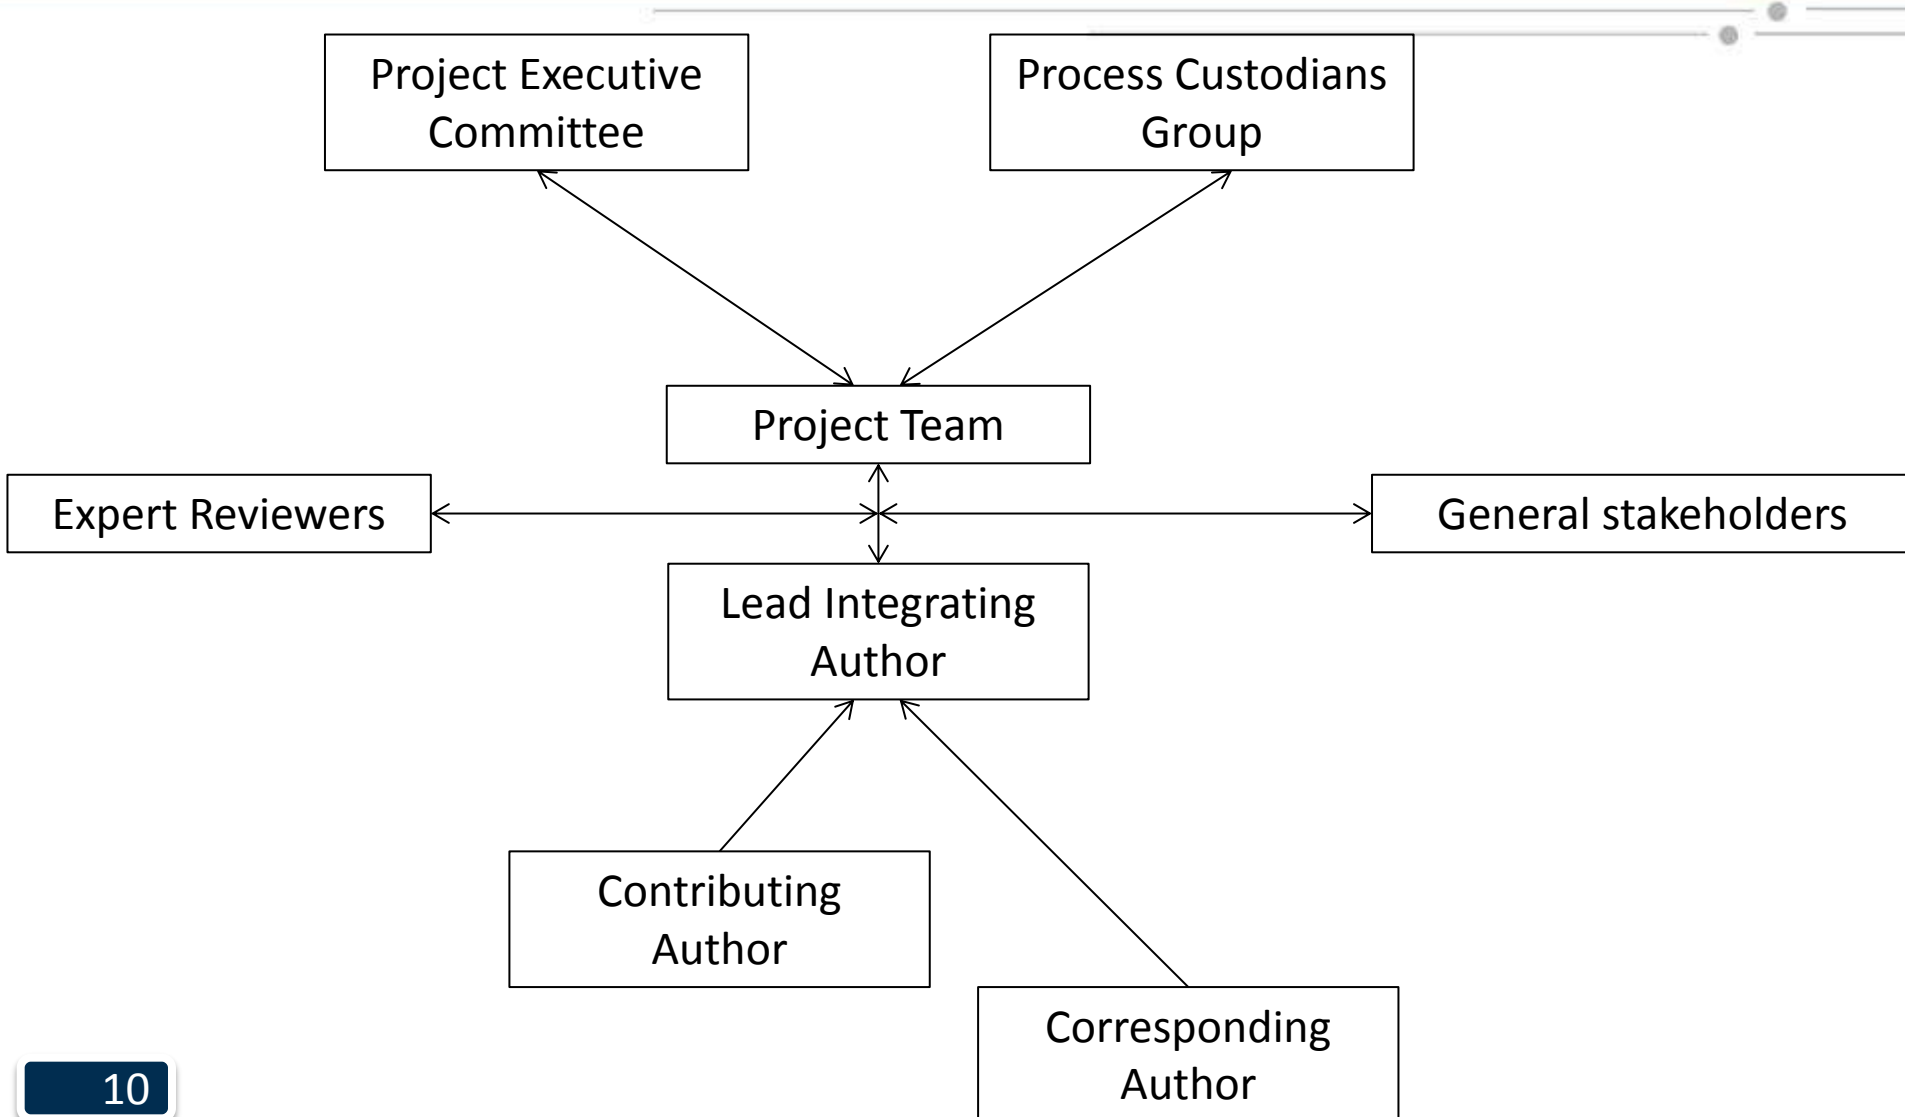 Project Executive
Committee
Process Custodians
Group
Project Team
Expert Reviewers
General stakeholders
Lead Integrating
Author
Contributing
Author
Corresponding
Author
10